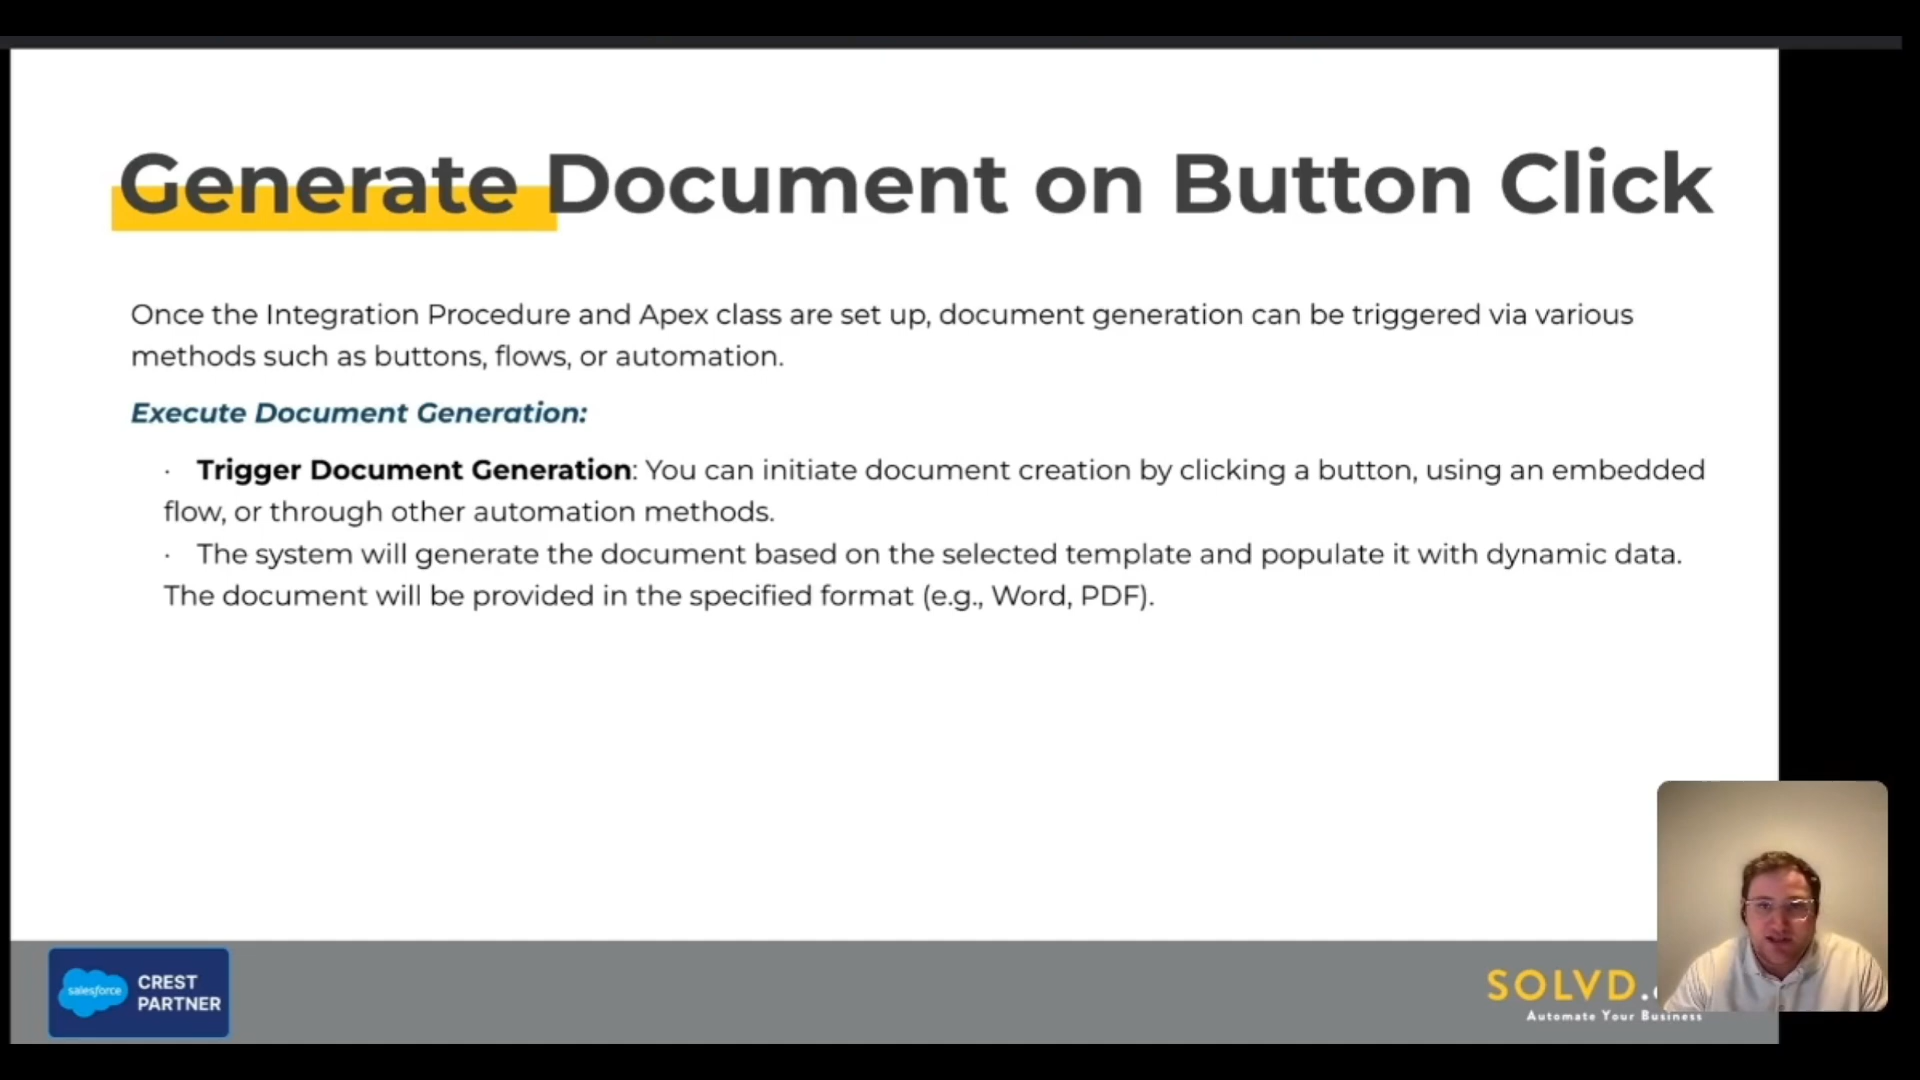 Generate Document on Button Click
Once the Integration Procedure and Apex class are set up, document generation can be triggered via various
methods such as buttons, flows, or automation.
Execute Document Generation:
· Trigger Document Generation: You can initiate document creation by clicking a button, using an embedded
flow, or through other automation methods.
· The system will generate the document based on the selected template and populate it with dynamic data.
The document will be provided in the specified format (e.g., Word, PDF).
salesforce
CREST
PARTNER
SOLVD.
Automate Your Business